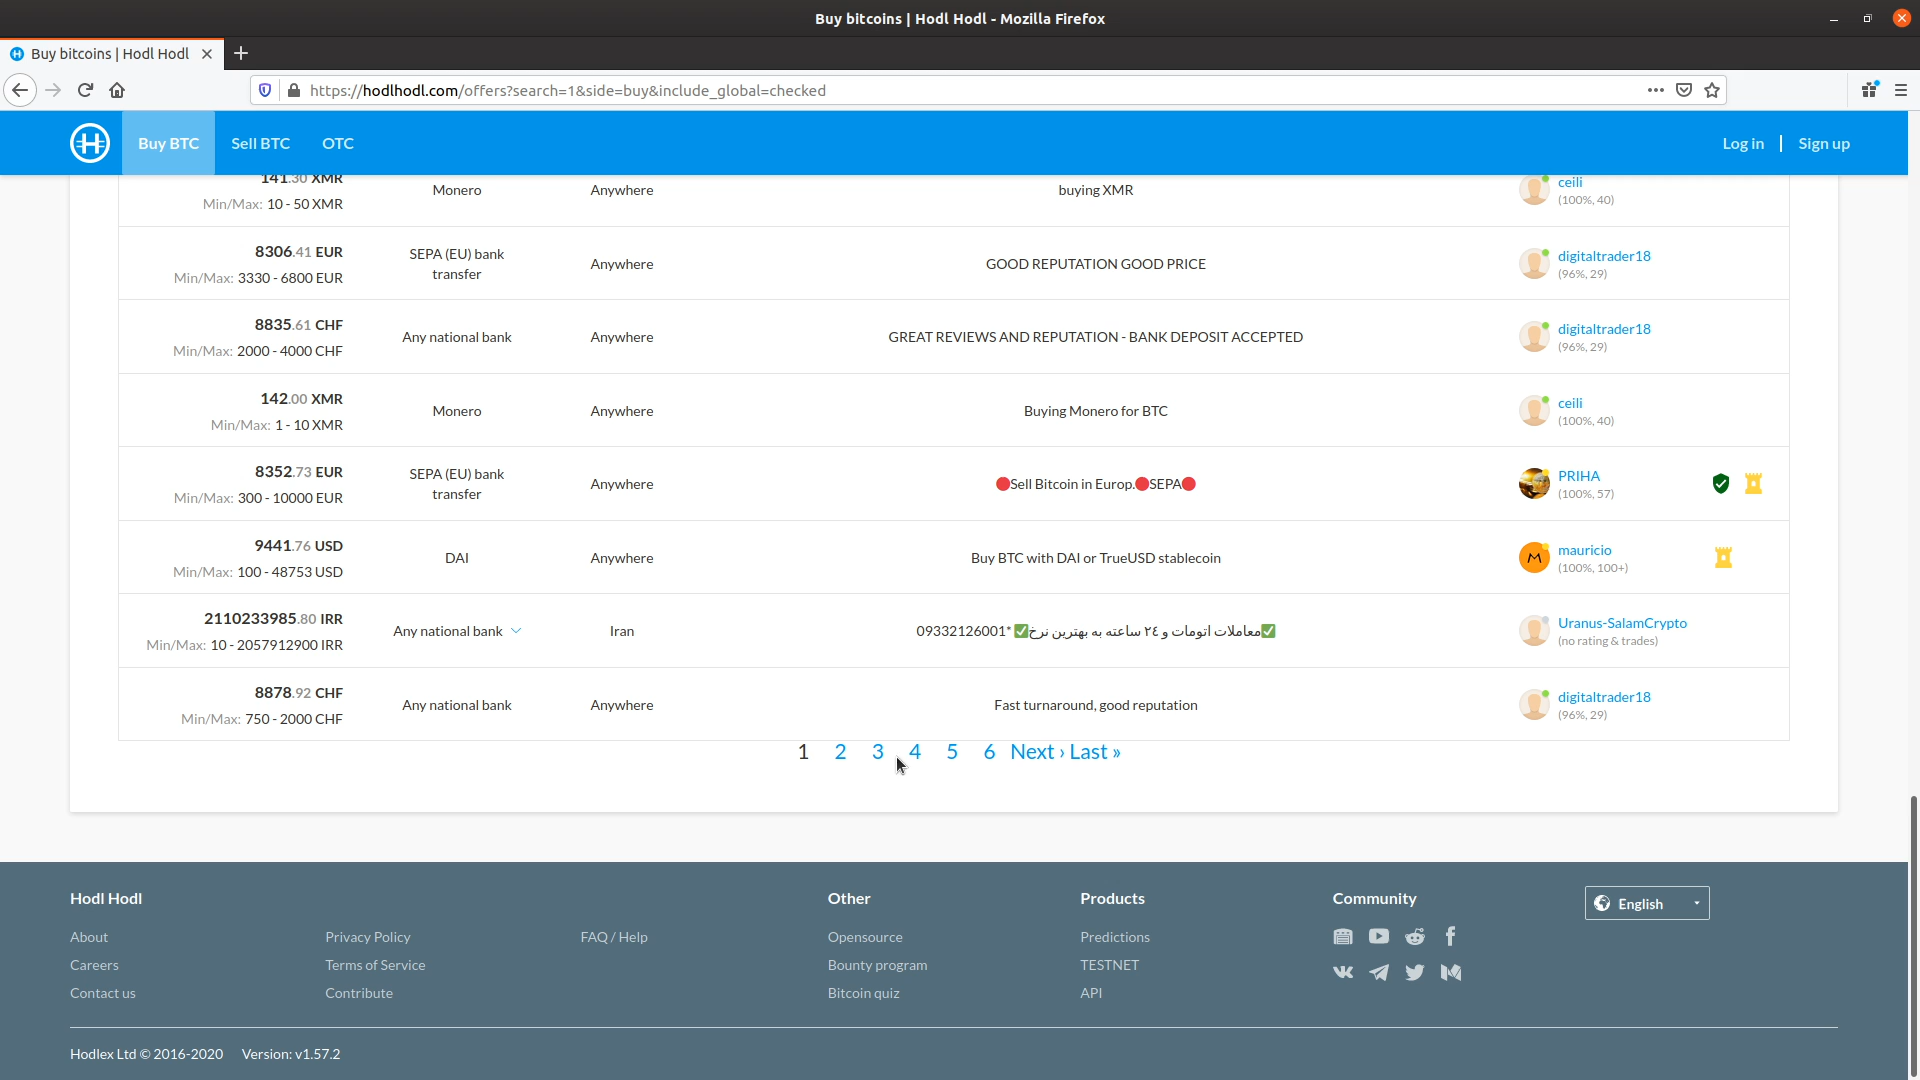 Buy bitcoins | Hodl Hodl - Mozilla Firefox
Buy bitcoins | Hodl Hodl
https://hodlhodl.com/offers?search=1&side=buy&include_global=checked
Buy BTC Sell BTC OTC Log in | Sign up
141.30 XMR
Min/Max: 10 - 50 XMR
Monero
Anywhere
buying XMR
ceili
(100%, 40)
8306.41 EUR
Min/Max: 3330 - 6800 EUR
SEPA (EU) bank
transfer
Anywhere
GOOD REPUTATION GOOD PRICE
digitaltrader18
(96%, 29)
8835.61 CHF
Min/Max: 2000 - 4000 CHF
Any national bank
Anywhere
GREAT REVIEWS AND REPUTATION - BANK DEPOSIT ACCEPTED
digitaltrader18
(96%, 29)
142.00 XMR
Min/Max: 1 - 10 XMR
Monero
Anywhere
Buying Monero for BTC
ceili
(100%, 40)
8352.73 EUR
Min/Max: 300 - 10000 EUR
SEPA (EU) bank
transfer
Anywhere
🔴Sell Bitcoin in Europ.🔴SEPA🔴
PRIHA
(100%, 57)
9441.76 USD
Min/Max: 100 - 48753 USD
DAI
Anywhere
Buy BTC with DAI or TrueUSD stablecoin
mauricio
(100%, 100+)
2110233985.80 IRR
Min/Max: 10 - 2057912900 IRR
Any national bank
Iran
✅معاملات اتومات و ٢٤ ساعته به بهترین نرخ✅ *09332126001
Uranus-SalamCrypto
(no rating & trades)
8878.92 CHF
Min/Max: 750 - 2000 CHF
Any national bank
Anywhere
Fast turnaround, good reputation
digitaltrader18
(96%, 29)
1 2 3 4 5 6 Next › Last »
Hodl Hodl
About
Careers
Contact us
Privacy Policy
Terms of Service
Contribute
FAQ / Help
Other
Opensource
Bounty program
Bitcoin quiz
Products
Predictions
TESTNET
API
Community
English
Hodlex Ltd © 2016-2020 Version: v1.57.2